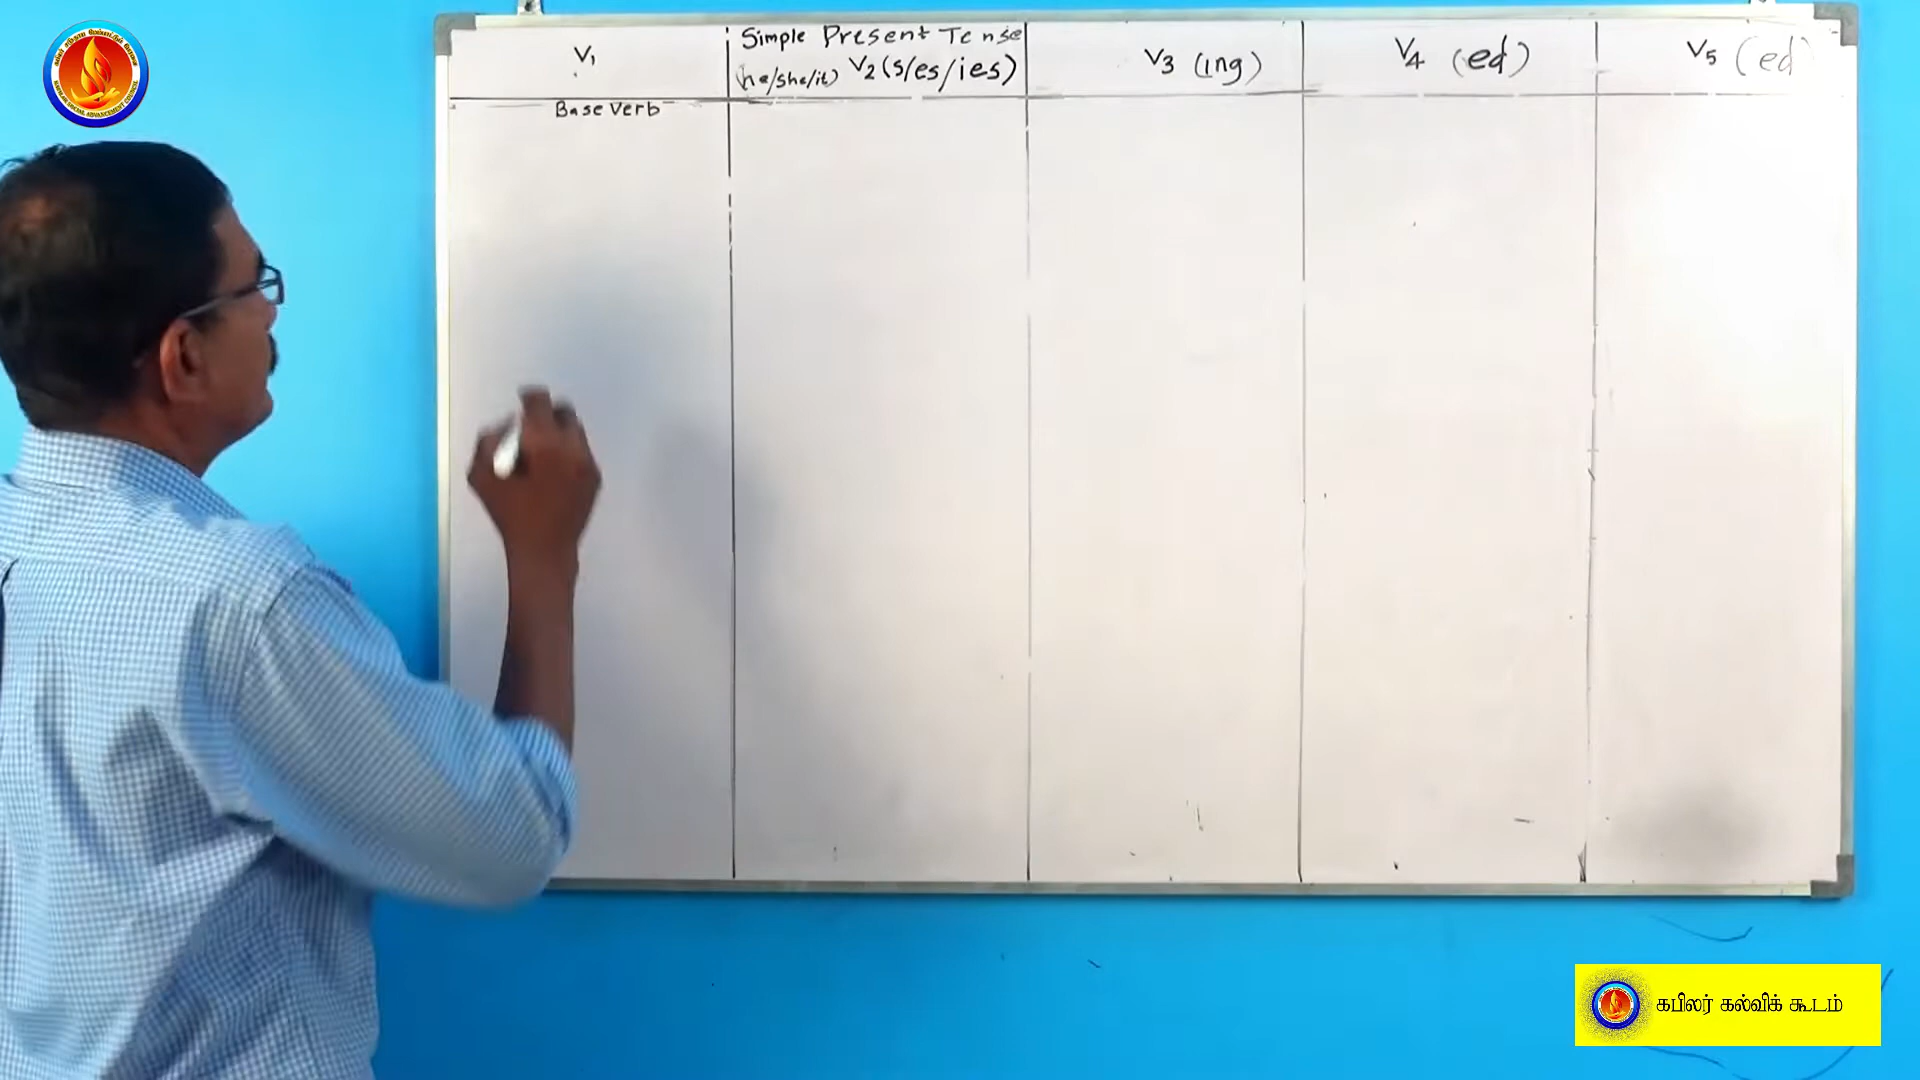 V1
Simple Present Tense
(he/she/it) V2 (s/es/ies)
V3 (ing)
V4 (ed)
V5 (ed)
Base Verb
கபிலர் கல்விக் கூடம்